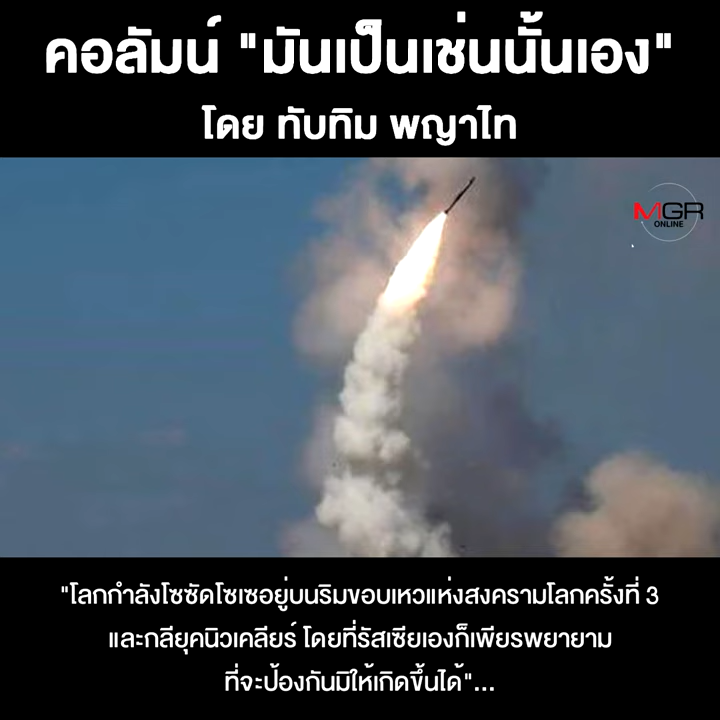 คอลัมน์ "มันเป็นเช่นนั้นเอง"
โดย ทับทิม พญาไท
MGR
ONLINE
"โลกกำลังโซซัดโซเซอยู่บนริมขอบเหวแห่งสงครามโลกครั้งที่ 3
และกลียุคนิวเคลียร์ โดยที่รัสเซียเองก็เพียรพยายาม
ที่จะป้องกันมิให้เกิดขึ้นได้"...